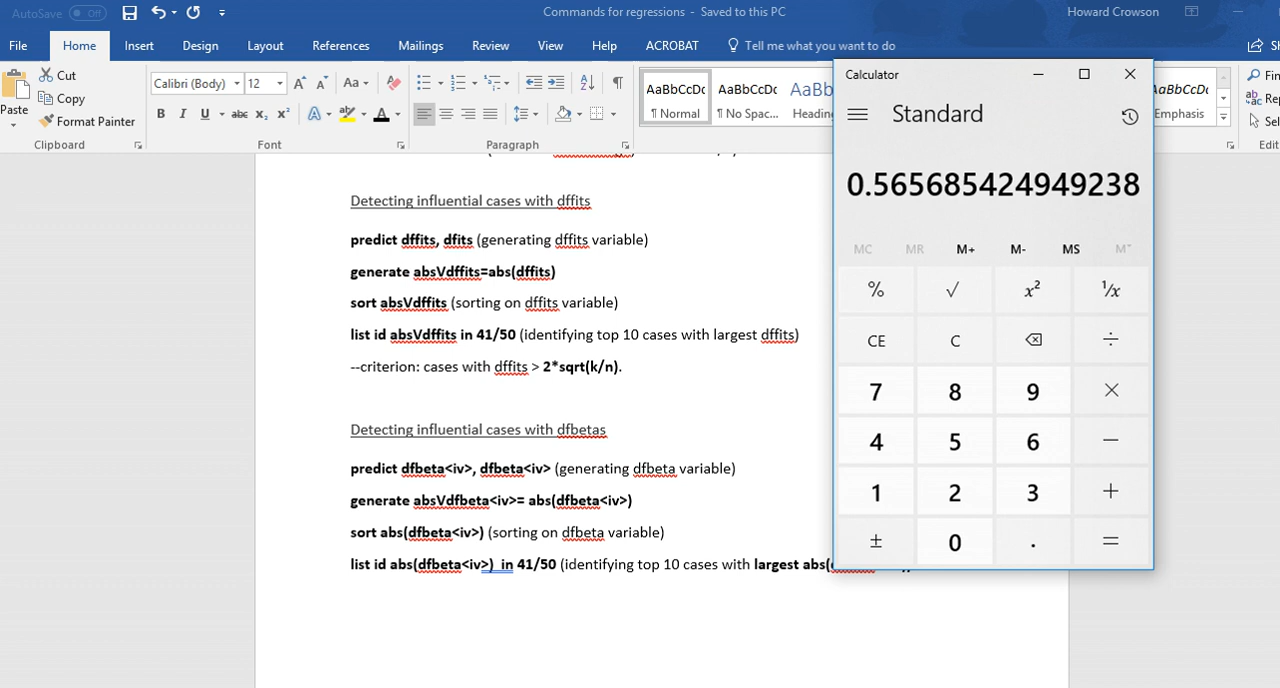 AutoSave Off
Commands for regressions - Saved to this PC
Howard Crowson
File Home Insert Design Layout References Mailings Review View Help ACROBAT Tell me what you want to do
Paste
Cut
Copy
Format Painter
Clipboard
Calibri (Body) 12
Font
Paragraph
AaBbCcDc AaBbCcDc
¶ Normal ¶ No Spac... Heading
Emphasis
Detecting influential cases with dffits
predict dffits, dfits (generating dffits variable)
generate absVdffits=abs(dffits)
sort absVdffits (sorting on dffits variable)
list id absVdffits in 41/50 (identifying top 10 cases with largest dffits)
--criterion: cases with dffits > 2*sqrt(k/n).
Detecting influential cases with dfbetas
predict dfbeta<iv>, dfbeta<iv> (generating dfbeta variable)
generate absVdfbeta<iv>= abs(dfbeta<iv>)
sort abs(dfbeta<iv>) (sorting on dfbeta variable)
list id abs(dfbeta<iv>) in 41/50 (identifying top 10 cases with largest abs(
Calculator
Standard
0.565685424949238
MC MR M+ M- MS M˅
% √ x² ¹/x
CE C ⌫ ÷
7 8 9 ×
4 5 6 −
1 2 3 +
± 0 . =